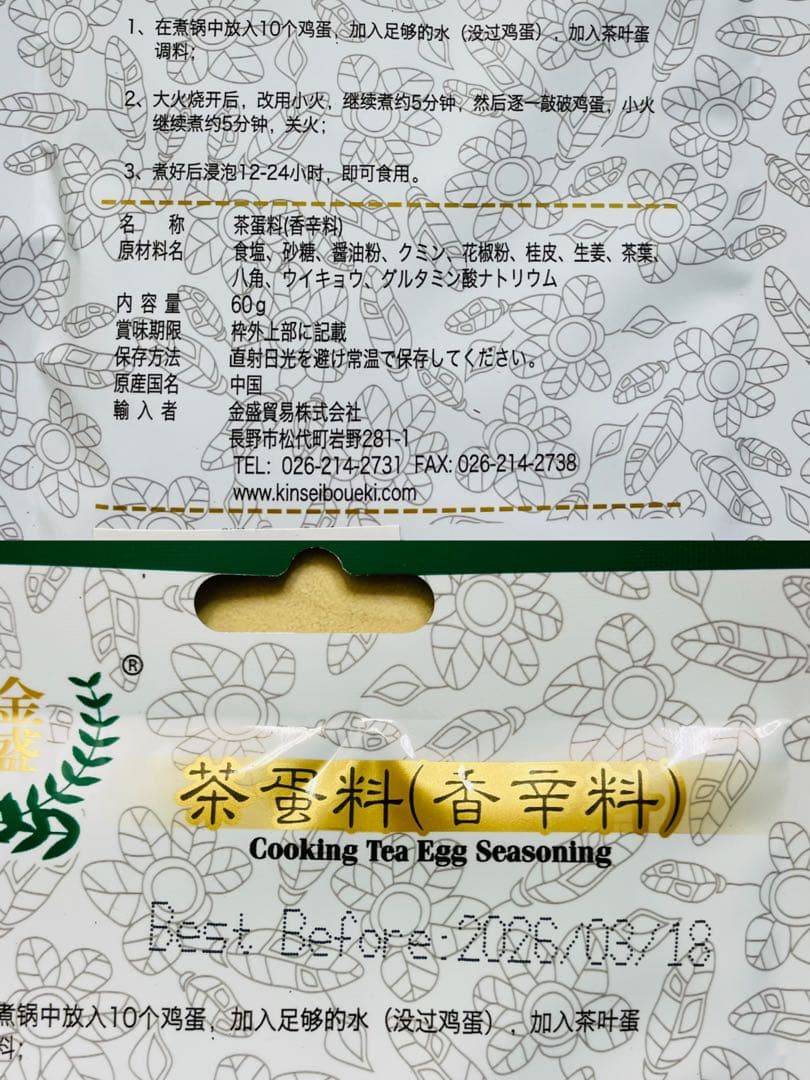 1、在煮锅中放入10个鸡蛋，加入足够的水（没过鸡蛋），加入茶叶蛋
调料；
2、大火烧开后，改用小火，继续煮约5分钟，然后逐一敲破鸡蛋，小火
继续煮约5分钟，关火；
3、煮好后浸泡12-24小时，即可食用。
名 称 茶蛋料(香辛料)
原材料名 食塩、砂糖、醤油粉、クミン、花椒粉、桂皮、生姜、茶葉、
八角、ウイキョウ、グルタミン酸ナトリウム
内容量 60g
賞味期限 枠外上部に記載
保存方法 直射日光を避け常温で保存してください。
原産国名 中国
輸入者 金盛貿易株式会社
長野市松代町岩野281-1
TEL: 026-214-2731 FAX: 026-214-2738
www.kinseiboueki.com
®
金盛
茶蛋料(香辛料)
Cooking Tea Egg Seasoning
Best Before:2026/03/18
煮锅中放入10个鸡蛋，加入足够的水（没过鸡蛋），加入茶叶蛋
料；